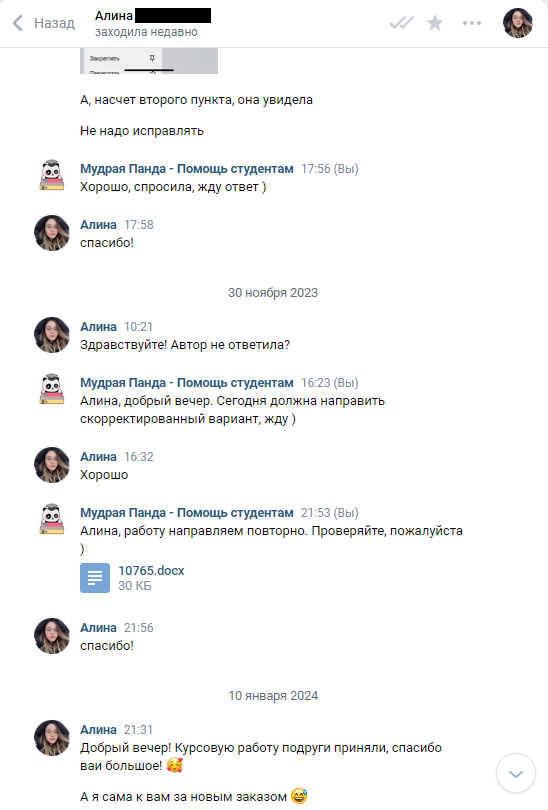 Назад
Алина
заходила недавно
Закрепить
А, насчет второго пункта, она увидела
Не надо исправлять
Мудрая Панда - Помощь студентам 17:56 (Вы)
Хорошо, спросила, жду ответ )
Алина 17:58
спасибо!
30 ноября 2023
Алина 10:21
Здравствуйте! Автор не ответила?
Мудрая Панда - Помощь студентам 16:23 (Вы)
Алина, добрый вечер. Сегодня должна направить
скорректированный вариант, жду )
Алина 16:32
Хорошо
Мудрая Панда - Помощь студентам 21:53 (Вы)
Алина, работу направляем повторно. Проверяйте, пожалуйста
)
10765.docx
30 КБ
Алина 21:56
спасибо!
10 января 2024
Алина 21:31
Добрый вечер! Курсовую работу подруги приняли, спасибо
ваи большое! 🥰
А я сама к вам за новым заказом 😅